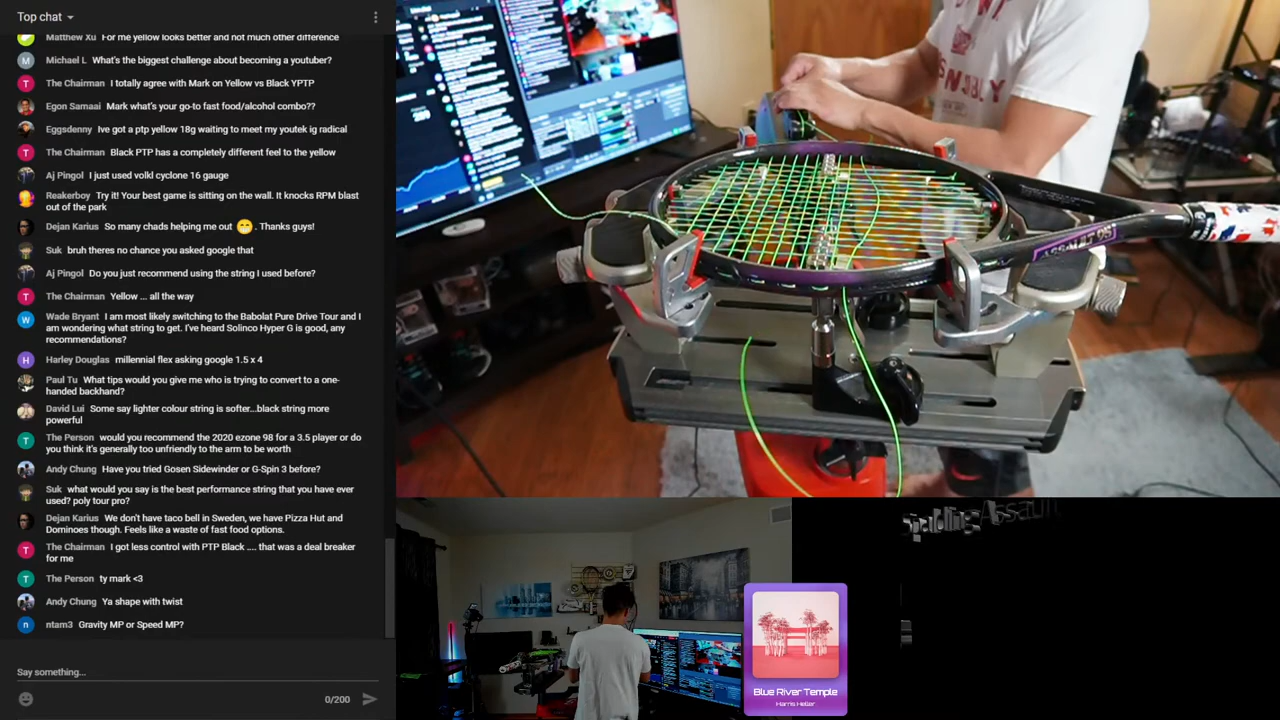 Top chat
Matthew Xu For me yellow looks better and not much other difference
M Michael L What's the biggest challenge about becoming a youtuber?
T The Chairman I totally agree with Mark on Yellow vs Black YPTP
Egon Samaai Mark what's your go-to fast food/alcohol combo??
Eggsdenny Ive got a ptp yellow 18g waiting to meet my youtek ig radical
T The Chairman Black PTP has a completely different feel to the yellow
Aj Pingol I just used volkl cyclone 16 gauge
Reakerboy Try it! Your best game is sitting on the wall. It knocks RPM blast
out of the park
Dejan Karius So many chads helping me out 😁. Thanks guys!
Suk bruh theres no chance you asked google that
Aj Pingol Do you just recommend using the string I used before?
T The Chairman Yellow ... all the way
W Wade Bryant I am most likely switching to the Babolat Pure Drive Tour and I
am wondering what string to get. I've heard Solinco Hyper G is good, any
recommendations?
H Harley Douglas millennial flex asking google 1.5 x 4
Paul Tu What tips would you give me who is trying to convert to a one-
handed backhand?
David Lui Some say lighter colour string is softer...black string more
powerful
T The Person would you recommend the 2020 ezone 98 for a 3.5 player or do
you think it's generally too unfriendly to the arm to be worth
Andy Chung Have you tried Gosen Sidewinder or G-Spin 3 before?
Suk what would you say is the best performance string that you have ever
used? poly tour pro?
Dejan Karius We don't have taco bell in Sweden, we have Pizza Hut and
Dominoes though. Feels like a waste of fast food options.
T The Chairman I got less control with PTP Black .... that was a deal breaker
for me
T The Person ty mark <3
Andy Chung Ya shape with twist
n ntam3 Gravity MP or Speed MP?
Say something...
0/200
ASSAULT 95
Blue River Temple
Harris Heller